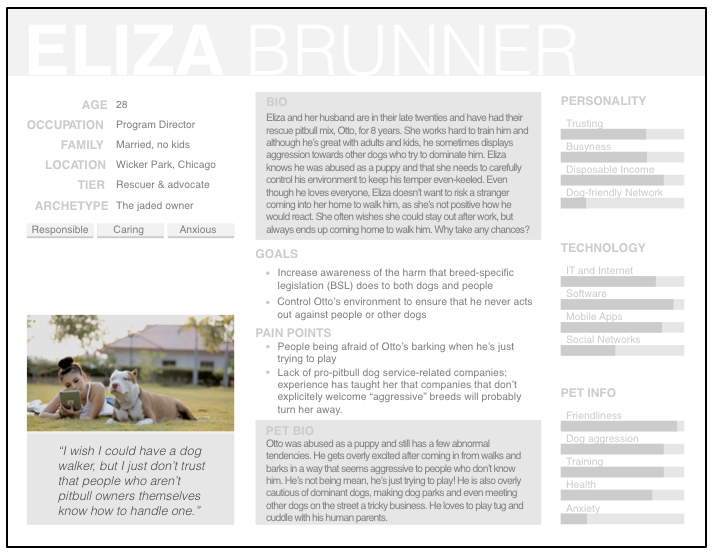 ELIZA BRUNNER
AGE 28
OCCUPATION Program Director
FAMILY Married, no kids
LOCATION Wicker Park, Chicago
TIER Rescuer & advocate
ARCHETYPE The jaded owner
Responsible Caring Anxious
“I wish I could have a dog
walker, but I just don’t trust
that people who aren’t
pitbull owners themselves
know how to handle one.”
BIO
Eliza and her husband are in their late twenties and have had their
rescue pitbull mix, Otto, for 8 years. She works hard to train him and
although he’s great with adults and kids, he sometimes displays
aggression towards other dogs who try to dominate him. Eliza
knows he was abused as a puppy and that she needs to carefully
control his environment to keep his temper even-keeled. Even
though he loves everyone, Eliza doesn’t want to risk a stranger
coming into her home to walk him, as she’s not positive how he
would react. She often wishes she could stay out after work, but
always ends up coming home to walk him. Why take any chances?
GOALS
• Increase awareness of the harm that breed-specific
legislation (BSL) does to both dogs and people
• Control Otto’s environment to ensure that he never acts
out against people or other dogs
PAIN POINTS
• People being afraid of Otto’s barking when he’s just
trying to play
• Lack of pro-pitbull dog service-related companies;
experience has taught her that companies that don’t
explicitly welcome “aggressive” breeds will probably
turn her away.
PET BIO
Otto was abused as a puppy and still has a few abnormal
tendencies. He gets overly excited after coming in from walks and
barks in a way that seems aggressive to people who don’t know
him. He’s not being mean, he’s just trying to play! He is also overly
cautious of dominant dogs, making dog parks and even meeting
other dogs on the street a tricky business. He loves to play tug and
cuddle with his human parents.
PERSONALITY
Trusting
Busyness
Disposable Income
Dog-friendly Network
TECHNOLOGY
IT and Internet
Software
Mobile Apps
Social Networks
PET INFO
Friendliness
Dog aggression
Training
Health
Anxiety